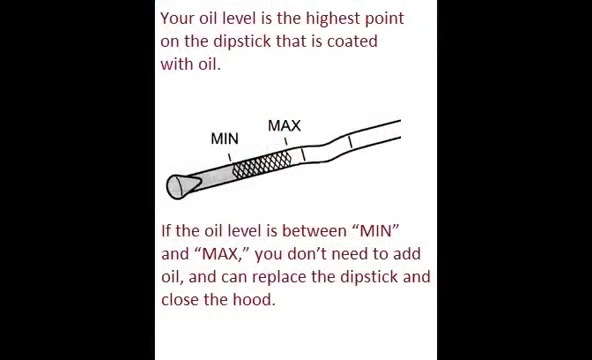 Your oil level is the highest point
on the dipstick that is coated
with oil.
MAX
MIN
If the oil level is between “MIN”
and “MAX,” you don’t need to add
oil, and can replace the dipstick and
close the hood.